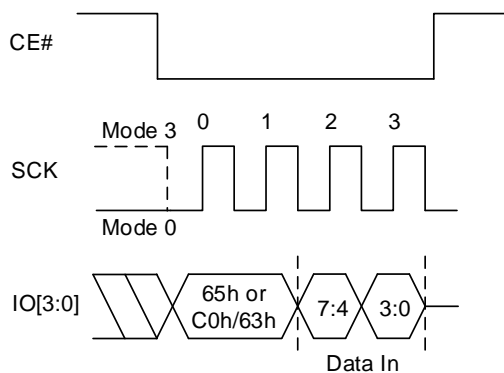 CE#
Mode 3
0 1 2 3
SCK
Mode 0
IO[3:0]
65h or
C0h/63h
7:4
3:0
Data In